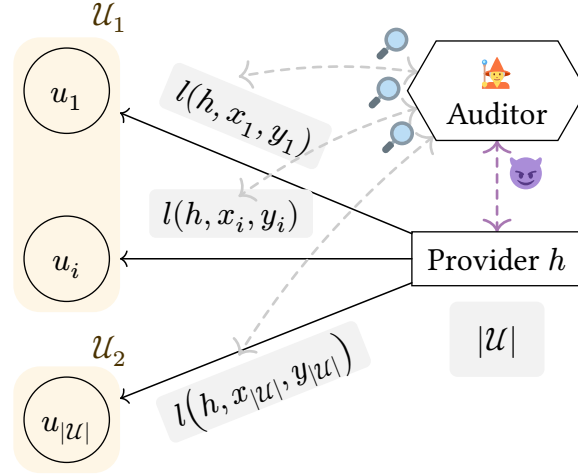 𝒰₁
u₁
l(h, x₁, y₁)
Auditor
l(h, xᵢ, yᵢ)
uᵢ
Provider h
𝒰₂
|𝒰|
l(h, x_{|𝒰|}, y_{|𝒰|})
u_{|𝒰|}